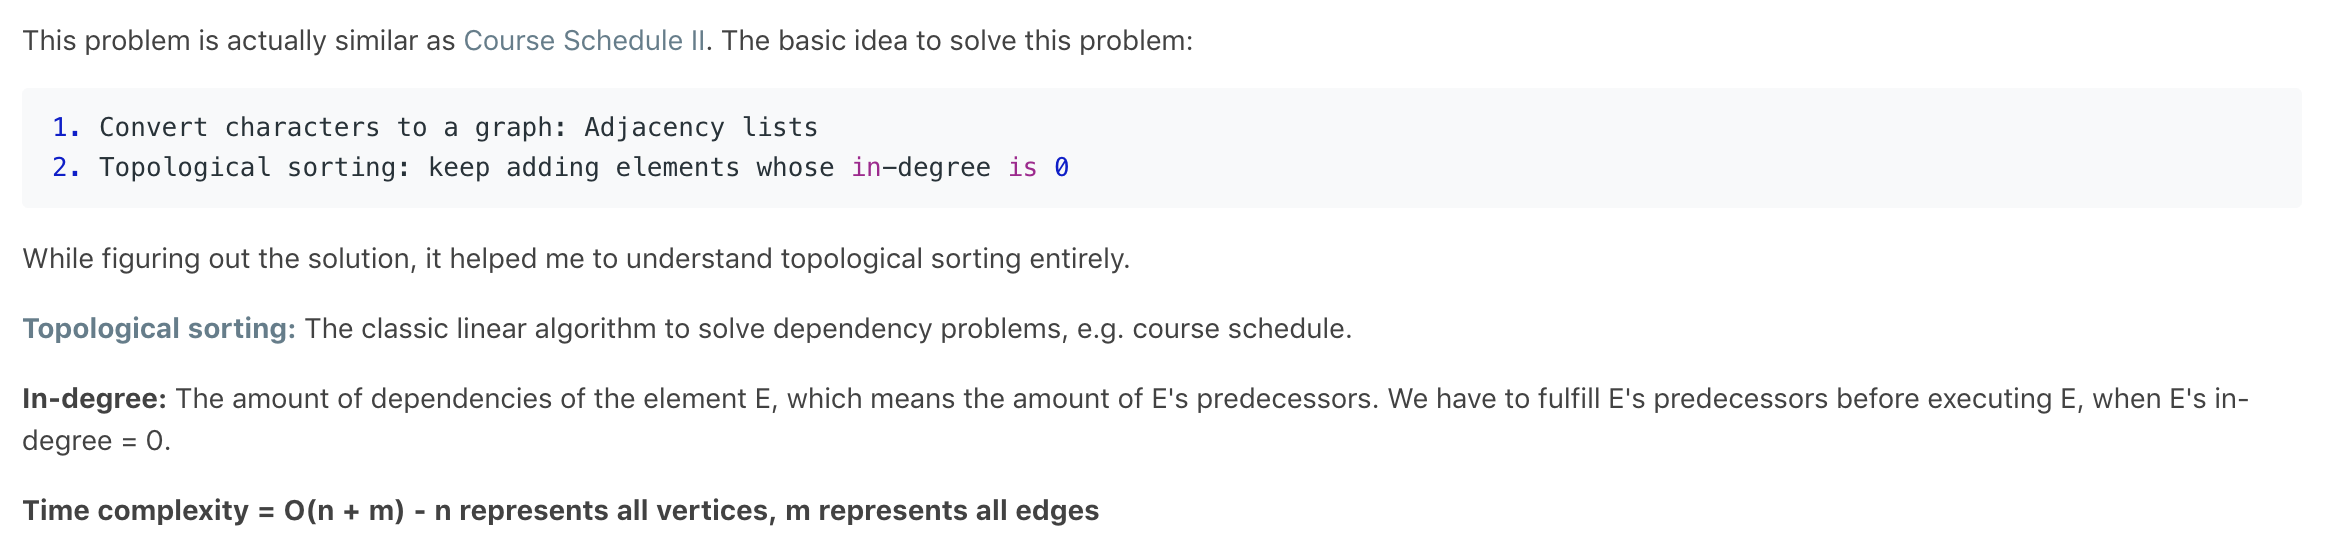 This problem is actually similar as Course Schedule II. The basic idea to solve this problem:
1. Convert characters to a graph: Adjacency lists
2. Topological sorting: keep adding elements whose in-degree is 0
While figuring out the solution, it helped me to understand topological sorting entirely.
Topological sorting: The classic linear algorithm to solve dependency problems, e.g. course schedule.
In-degree: The amount of dependencies of the element E, which means the amount of E's predecessors. We have to fulfill E's predecessors before executing E, when E's in-
degree = 0.
Time complexity = O(n + m) - n represents all vertices, m represents all edges